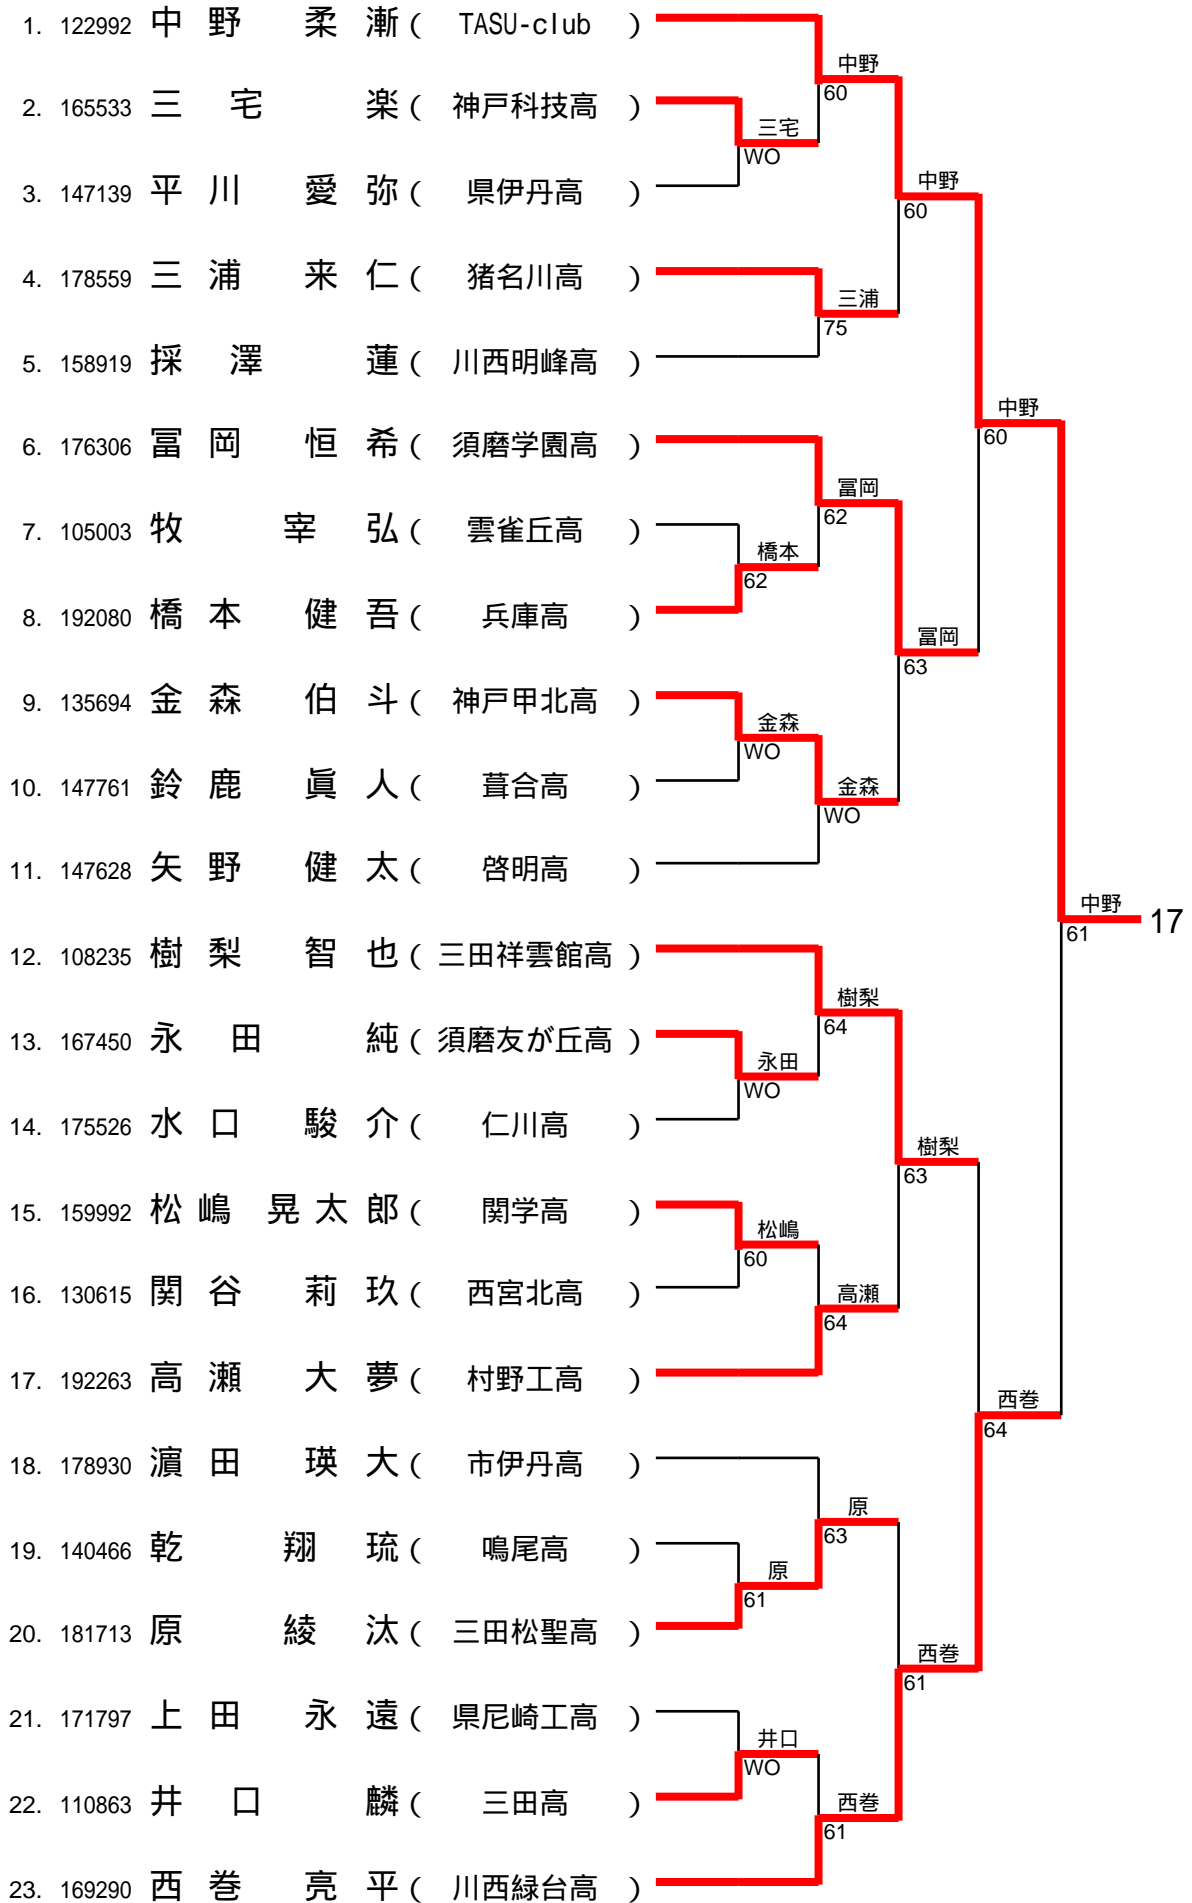 1. 122992 中野 柔漸 ( TASU-club )
中野
60
2. 165533 三宅 楽 ( 神戸科技高 )
三宅
WO
3. 147139 平川 愛弥 ( 県伊丹高 )
中野
60
4. 178559 三浦 来仁 ( 猪名川高 )
三浦
75
5. 158919 採澤 蓮 ( 川西明峰高 )
中野
60
6. 176306 冨岡 恒希 ( 須磨学園高 )
冨岡
62
7. 105003 牧 宰弘 ( 雲雀丘高 )
橋本
62
8. 192080 橋本 健吾 ( 兵庫高 )
冨岡
63
9. 135694 金森 伯斗 ( 神戸甲北高 )
金森
WO
10. 147761 鈴鹿 眞人 ( 葺合高 )
金森
WO
11. 147628 矢野 健太 ( 啓明高 )
中野
61
17
12. 108235 樹梨 智也 ( 三田祥雲館高 )
樹梨
64
13. 167450 永田 純 ( 須磨友が丘高 )
永田
WO
14. 175526 水口 駿介 ( 仁川高 )
樹梨
63
15. 159992 松嶋 晃太郎 ( 関学高 )
松嶋
60
16. 130615 関谷 莉玖 ( 西宮北高 )
高瀬
64
17. 192263 高瀬 大夢 ( 村野工高 )
西巻
64
18. 178930 濵田 瑛大 ( 市伊丹高 )
原
63
19. 140466 乾 翔琉 ( 鳴尾高 )
原
61
20. 181713 原 綾汰 ( 三田松聖高 )
西巻
61
21. 171797 上田 永遠 ( 県尼崎工高 )
井口
WO
22. 110863 井口 麟 ( 三田高 )
西巻
61
23. 169290 西巻 亮平 ( 川西緑台高 )